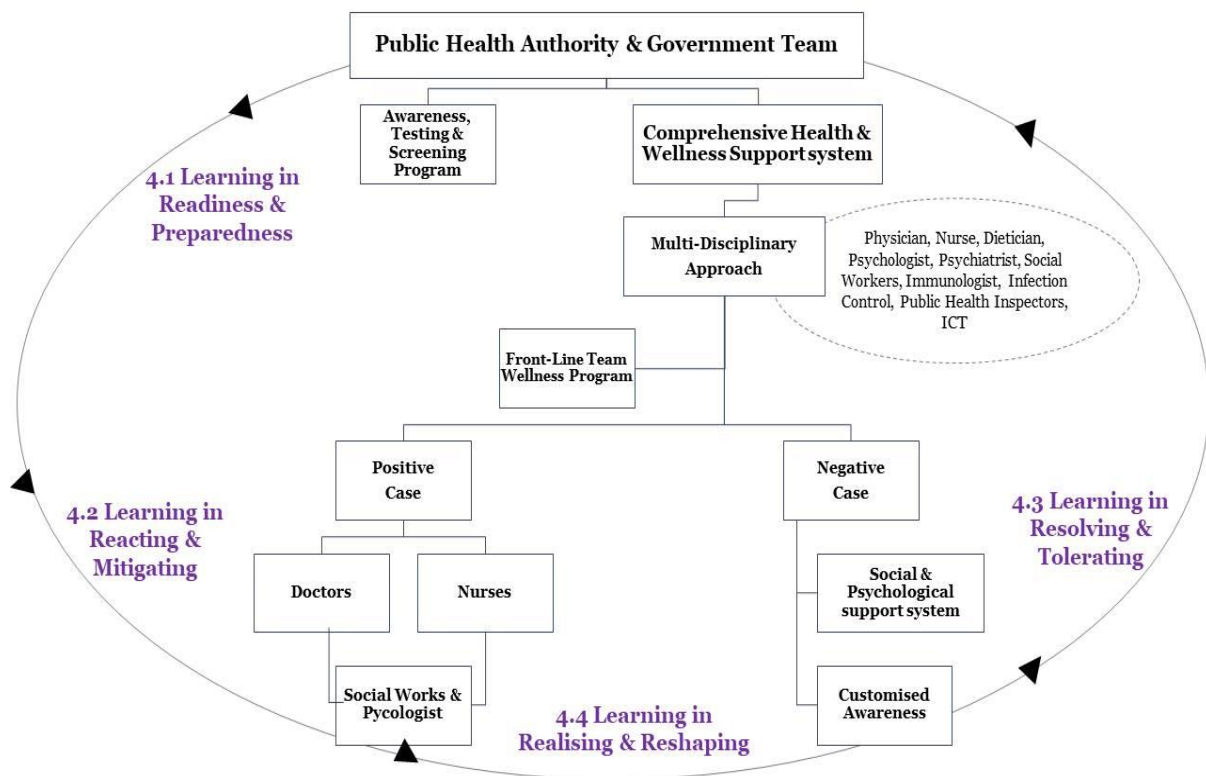 Public Health Authority & Government Team
Awareness,
Testing &
Screening
Program
Comprehensive Health &
Wellness Support system
4.1 Learning in
Readiness &
Preparedness
Multi-Disciplinary
Approach
Physician, Nurse, Dietician,
Psychologist, Psychiatrist, Social
Workers, Immunologist, Infection
Control, Public Health Inspectors,
ICT
Front-Line Team
Wellness Program
Positive
Case
Negative
Case
4.2 Learning in
Reacting &
Mitigating
4.3 Learning in
Resolving &
Tolerating
Doctors
Nurses
Social &
Psychological
support system
Social Works &
Pycologist
Customised
Awareness
4.4 Learning in
Realising & Reshaping